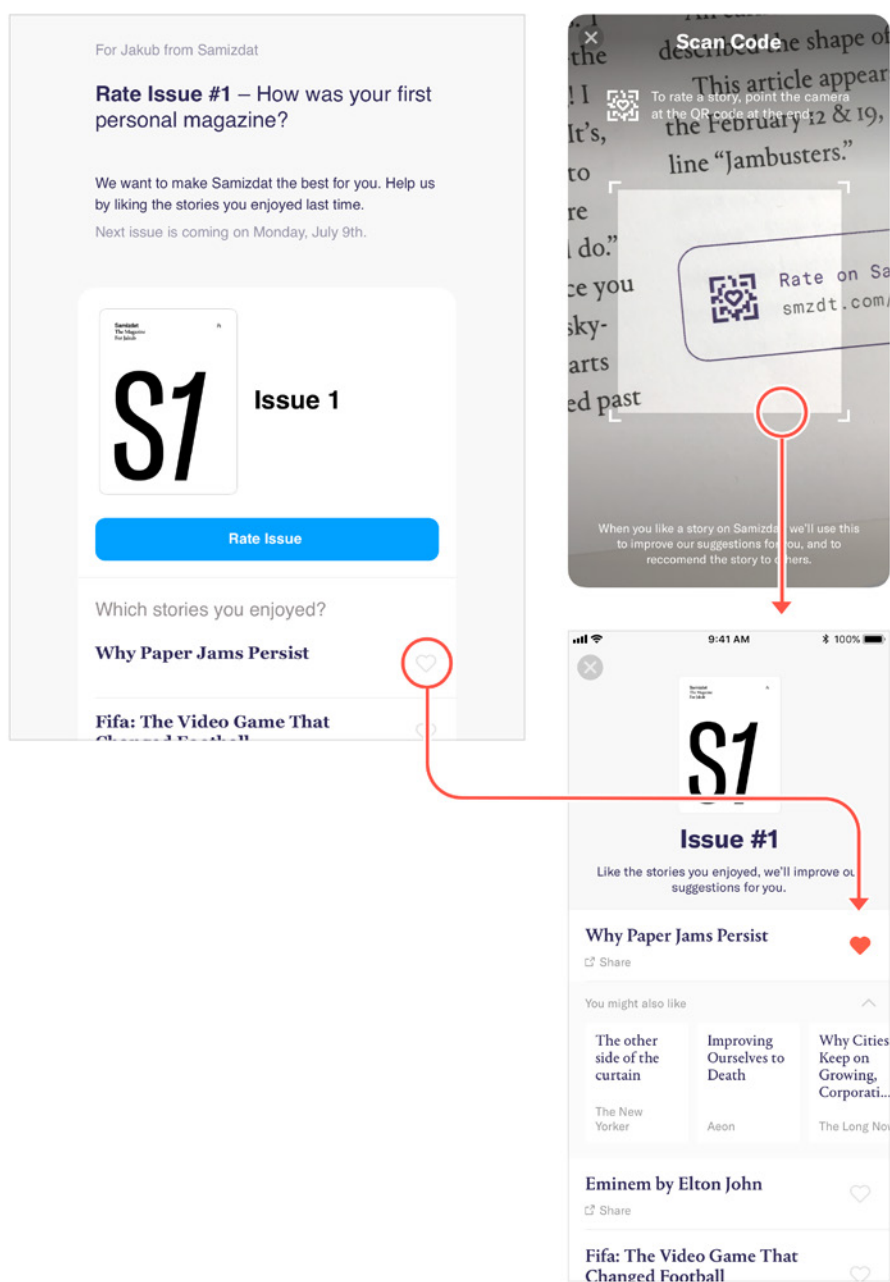 For Jakub from Samizdat
Rate Issue #1 – How was your first
personal magazine?
We want to make Samizdat the best for you. Help us
by liking the stories you enjoyed last time.
Next issue is coming on Monday, July 9th.
Samizdat
The Magazine
For Jakub
S1
Issue 1
Rate Issue
Which stories you enjoyed?
Why Paper Jams Persist
Fifa: The Video Game That
Changed Football
Scan Code
To rate a story, point the camera
at the QR code at the end.
the
described the shape of
! I
This article appear
It's,
the February 12 & 19,
to
line “Jambusters.”
re
do.”
ce you
Rate on Sa
smzdt.com/
sky-
arts
ed past
When you like a story on Samizdat, we'll use this
to improve our suggestions for you, and to
reccomend the story to others.
9:41 AM
100%
Samizdat
The Magazine
For Jakub
S1
Issue #1
Like the stories you enjoyed, we'll improve ou
suggestions for you.
Why Paper Jams Persist
Share
You might also like
The other
side of the
curtain
The New
Yorker
Improving
Ourselves to
Death
Aeon
Why Cities
Keep on
Growing,
Corporati...
The Long Now
Eminem by Elton John
Share
Fifa: The Video Game That
Changed Football